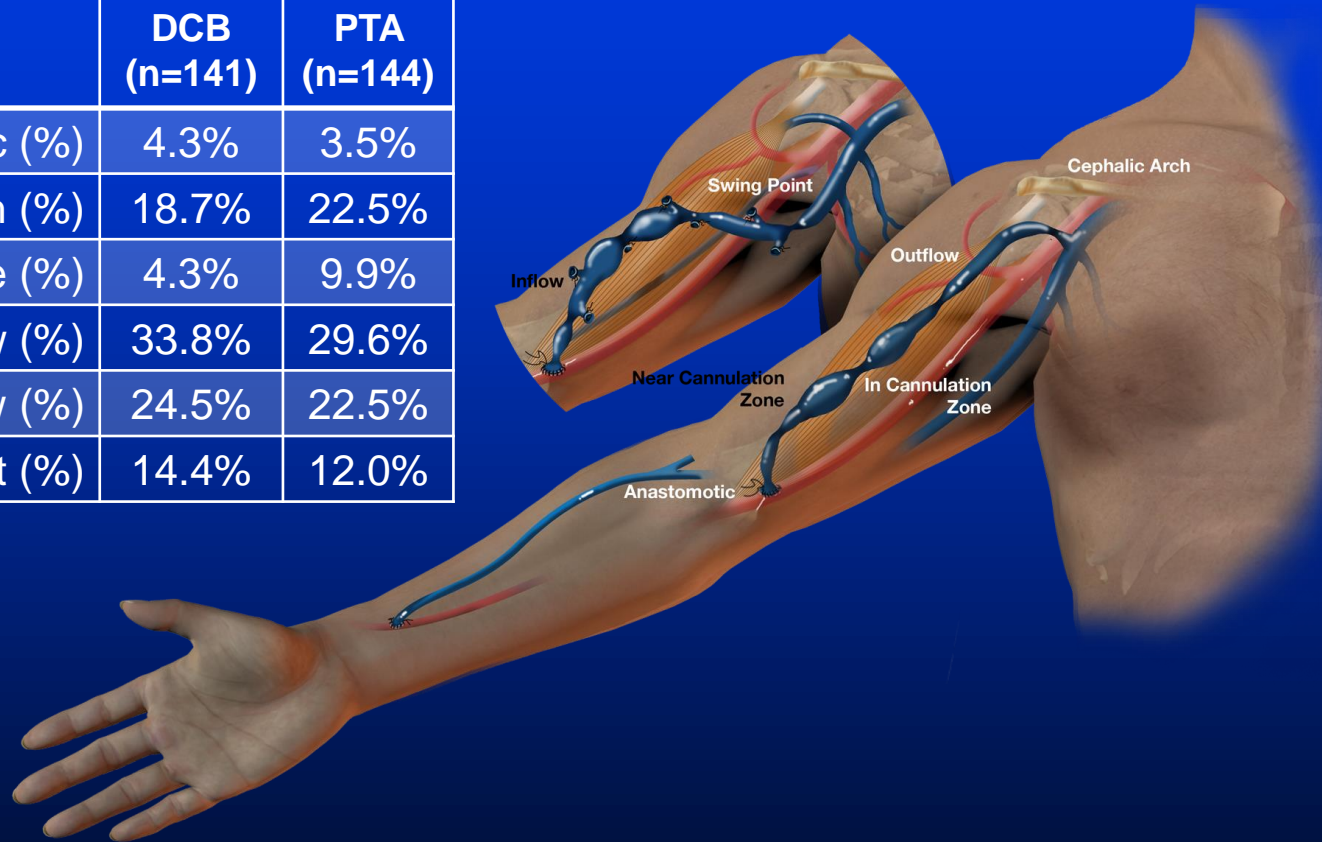 DCB PTA
(n=141) (n=144)
(%) 4.3% 3.5%
(%) 18.7% 22.5%
(%) 4.3% 9.9%
(%) 33.8% 29.6%
(%) 24.5% 22.5%
(%) 14.4% 12.0%
Swing Point
Inflow
Cephalic Arch
Outflow
Near Cannulation
Zone
In Cannulation
Zone
Anastomotic